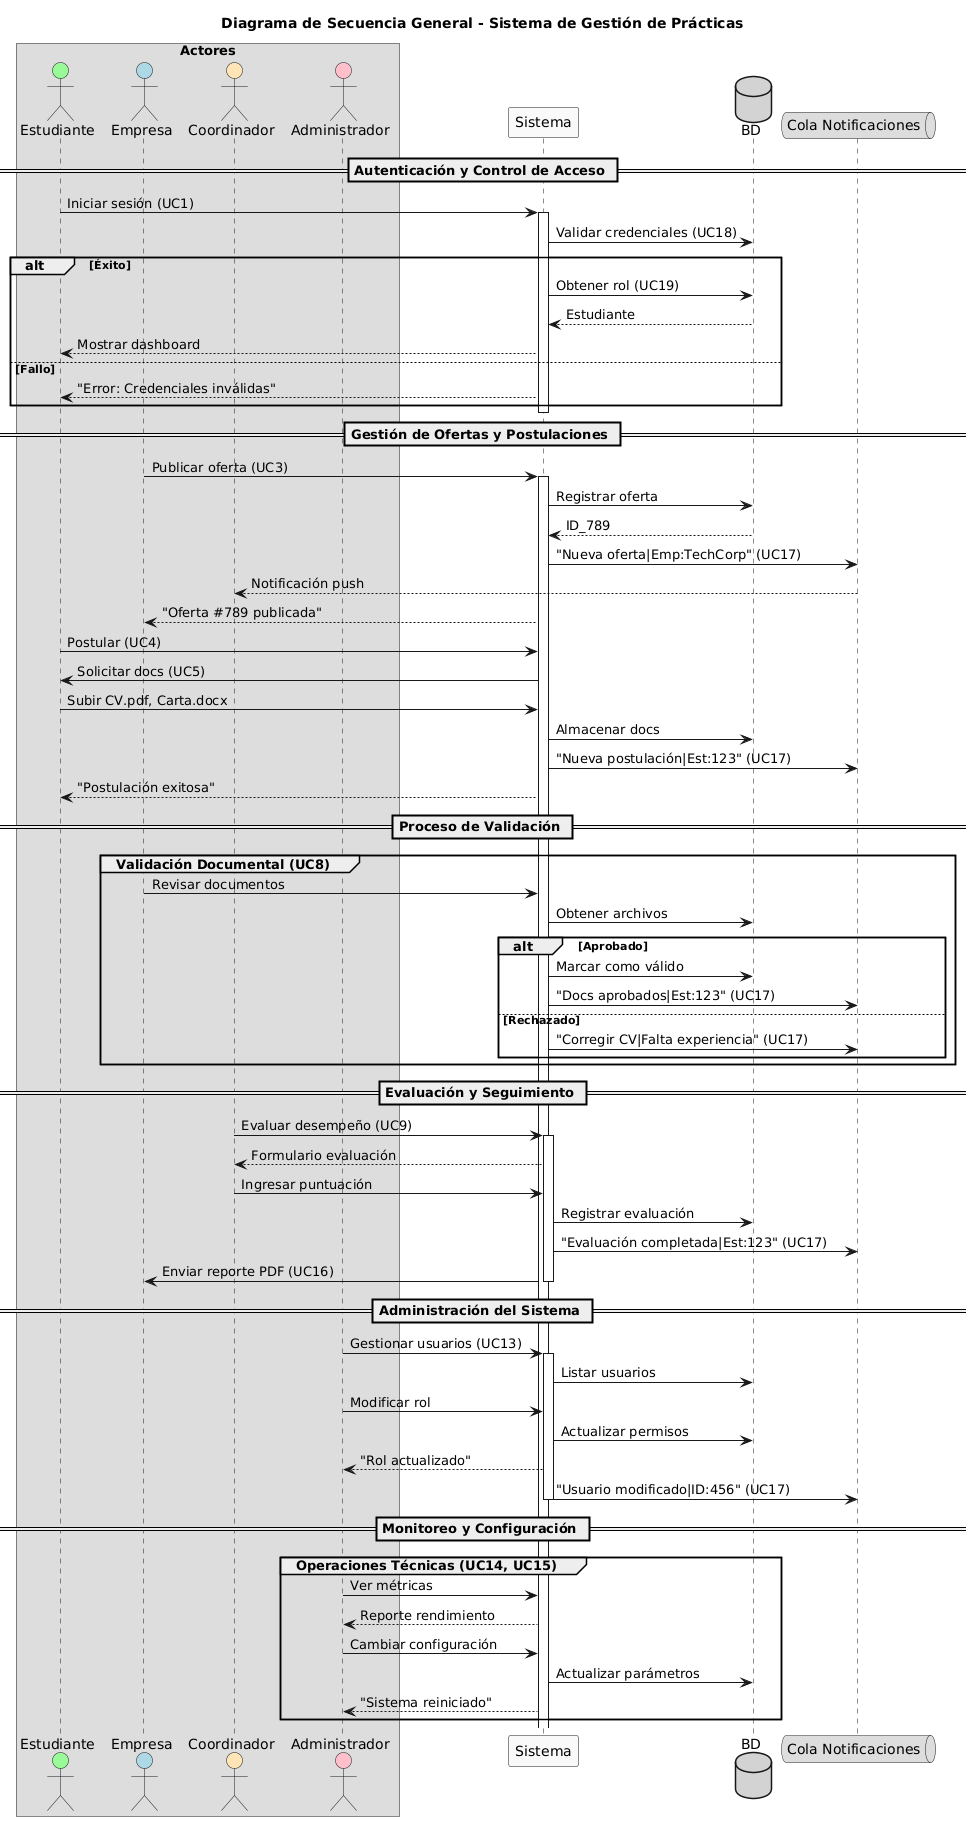 Diagrama de Secuencia General - Sistema de Gestión de Prácticas
Actores
Estudiante
Empresa
Coordinador
Administrador
Sistema
BD
Cola Notificaciones
Autenticación y Control de Acceso
Iniciar sesión (UC1)
Validar credenciales (UC18)
alt
[Éxito]
Obtener rol (UC19)
Estudiante
Mostrar dashboard
[Fallo]
"Error: Credenciales inválidas"
Gestión de Ofertas y Postulaciones
Publicar oferta (UC3)
Registrar oferta
ID_789
"Nueva oferta|Emp:TechCorp" (UC17)
Notificación push
"Oferta #789 publicada"
Postular (UC4)
Solicitar docs (UC5)
Subir CV.pdf, Carta.docx
Almacenar docs
"Nueva postulación|Est:123" (UC17)
"Postulación exitosa"
Proceso de Validación
Validación Documental (UC8)
Revisar documentos
Obtener archivos
alt
[Aprobado]
Marcar como válido
"Docs aprobados|Est:123" (UC17)
[Rechazado]
"Corregir CV|Falta experiencia" (UC17)
Evaluación y Seguimiento
Evaluar desempeño (UC9)
Formulario evaluación
Ingresar puntuación
Registrar evaluación
"Evaluación completada|Est:123" (UC17)
Enviar reporte PDF (UC16)
Administración del Sistema
Gestionar usuarios (UC13)
Listar usuarios
Modificar rol
Actualizar permisos
"Rol actualizado"
"Usuario modificado|ID:456" (UC17)
Monitoreo y Configuración
Operaciones Técnicas (UC14, UC15)
Ver métricas
Reporte rendimiento
Cambiar configuración
Actualizar parámetros
"Sistema reiniciado"
Estudiante
Empresa
Coordinador
Administrador
Sistema
BD
Cola Notificaciones